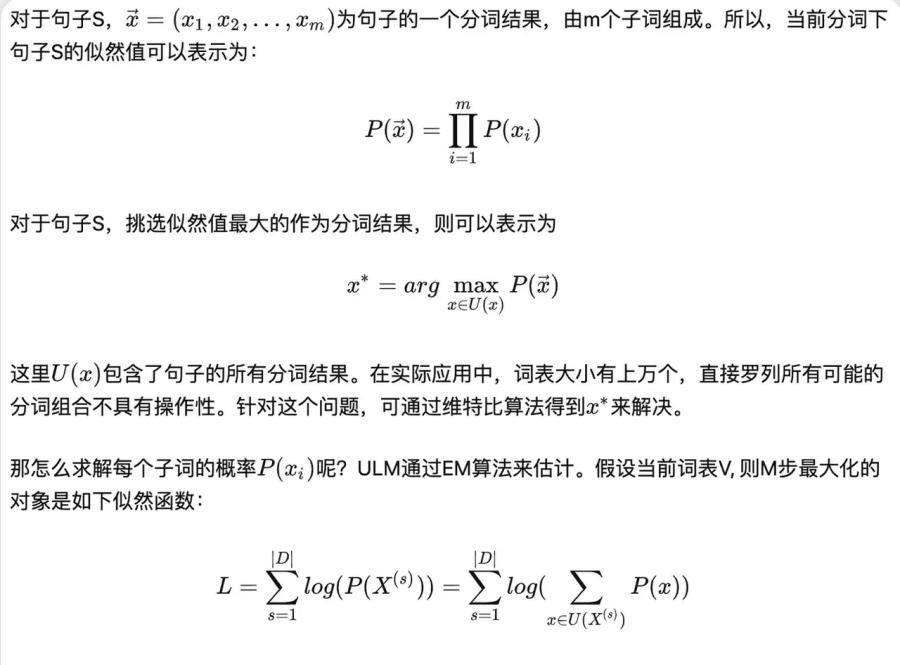 对于句子S，$\vec{x} = (x_1, x_2, \ldots, x_m)$为句子的一个分词结果，由m个子词组成。所以，当前分词下
句子S的似然值可以表示为：
$P(\vec{x}) = \prod_{i=1}^{m} P(x_i)$
对于句子S，挑选似然值最大的作为分词结果，则可以表示为
$x^* = arg \max_{x \in U(x)} P(\vec{x})$
这里$U(x)$包含了句子的所有分词结果。在实际应用中，词表大小有上万个，直接罗列所有可能的
分词组合不具有操作性。针对这个问题，可通过维特比算法得到$x^*$来解决。
那怎么求解每个子词的概率$P(x_i)$呢？ULM通过EM算法来估计。假设当前词表V, 则M步最大化的
对象是如下似然函数：
$L = \sum_{s=1}^{|D|} log(P(X^{(s)})) = \sum_{s=1}^{|D|} log( \sum_{x \in U(X^{(s)})} P(x))$